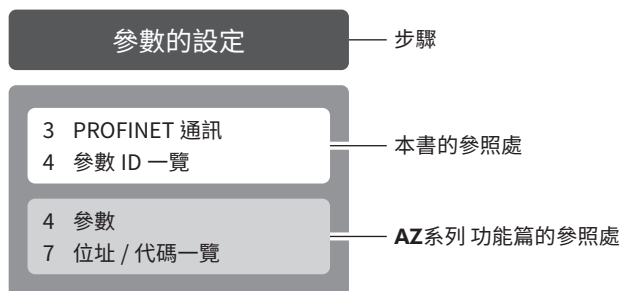 參數的設定
步驟
3 PROFINET 通訊
4 參數 ID 一覽
本書的參照處
4 參數
7 位址 / 代碼一覽
AZ系列 功能篇的參照處